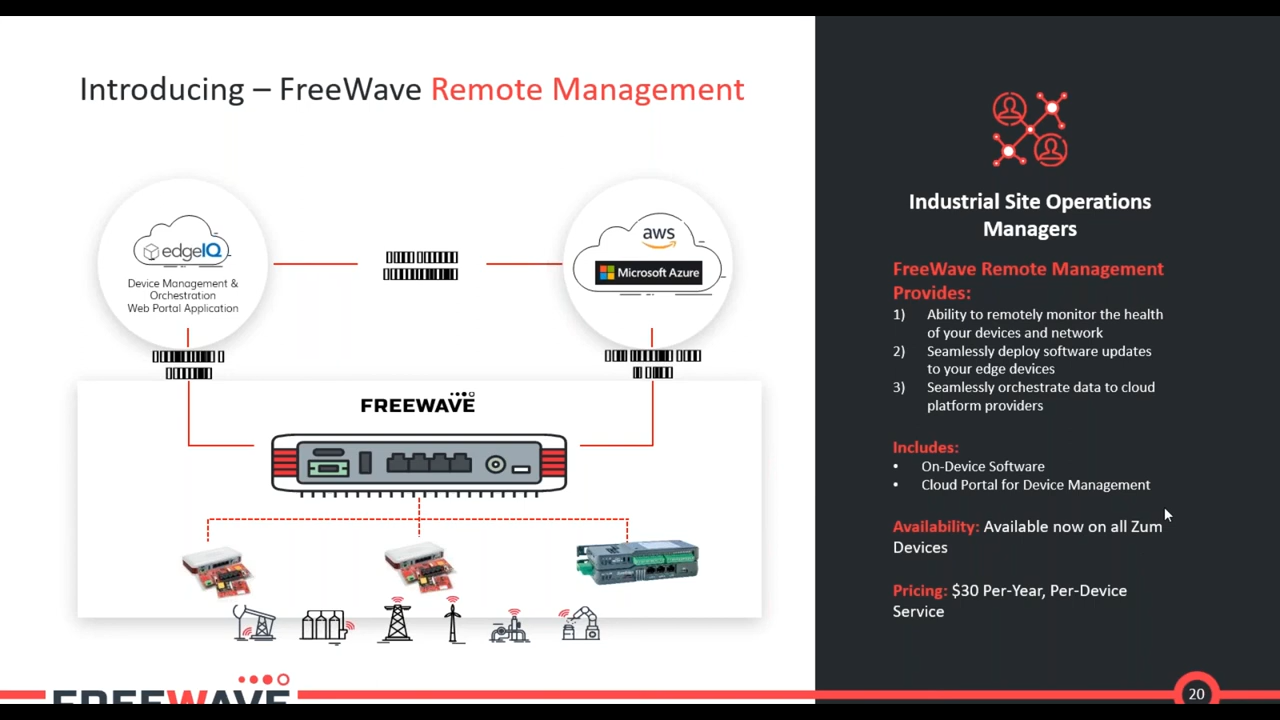 Introducing – FreeWave Remote Management
edgeIQ
Device Management &
Orchestration
Web Portal Application
aws
Microsoft Azure
FREEWAVE
Industrial Site Operations
Managers
FreeWave Remote Management
Provides:
1) Ability to remotely monitor the health
of your devices and network
2) Seamlessly deploy software updates
to your edge devices
3) Seamlessly orchestrate data to cloud
platform providers
Includes:
• On-Device Software
• Cloud Portal for Device Management
Availability: Available now on all Zum
Devices
Pricing: $30 Per-Year, Per-Device
Service
FREEWAVE
20